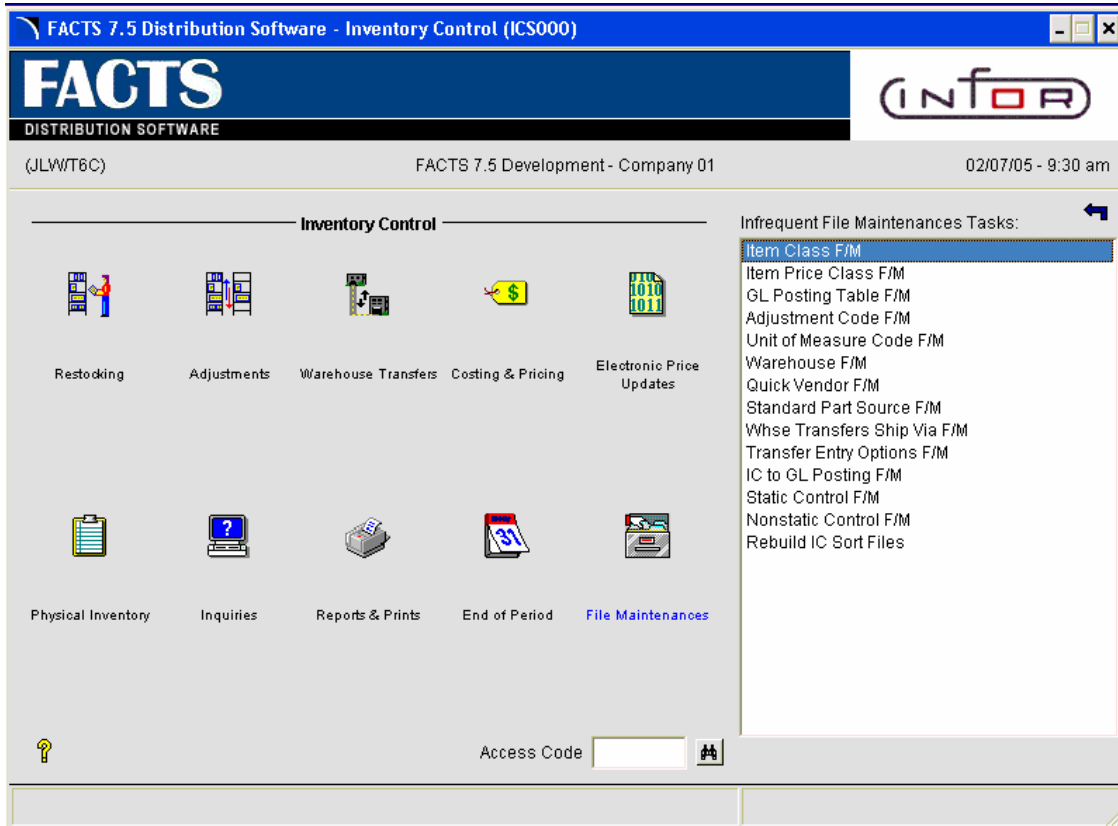 FACTS 7.5 Distribution Software - Inventory Control (ICS000)
FACTS
DISTRIBUTION SOFTWARE
INFOR
(JLW/T6C)
FACTS 7.5 Development - Company 01
02/07/05 - 9:30 am
Inventory Control
Infrequent File Maintenances Tasks:
Item Class F/M
Item Price Class F/M
GL Posting Table F/M
Adjustment Code F/M
Unit of Measure Code F/M
Warehouse F/M
Quick Vendor F/M
Standard Part Source F/M
Whse Transfers Ship Via F/M
Transfer Entry Options F/M
IC to GL Posting F/M
Static Control F/M
Nonstatic Control F/M
Rebuild IC Sort Files
$
010
1010
1011
Restocking
Adjustments
Warehouse Transfers
Costing & Pricing
Electronic Price
Updates
?
31
Physical Inventory
Inquiries
Reports & Prints
End of Period
File Maintenances
?
Access Code